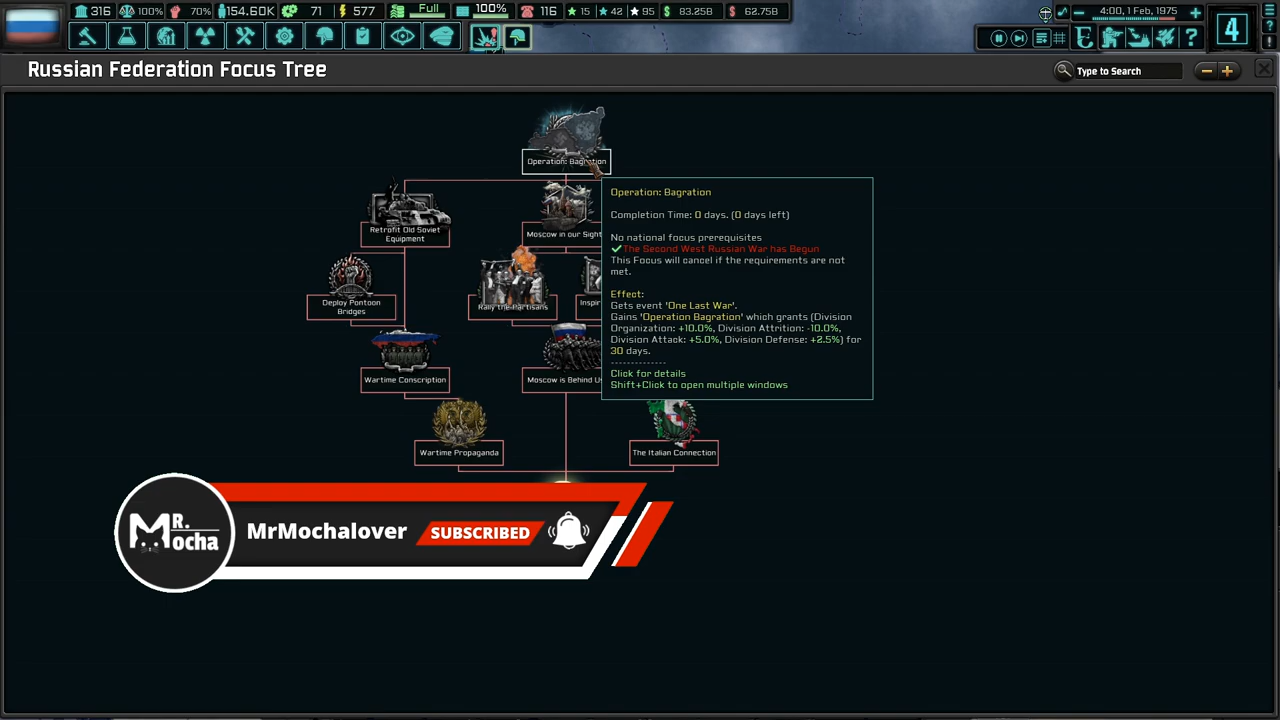 316 100% 70% 154.60K 71 577 Full 100% 116 15 42 95 $ 83.25B $ 62.75B
4:00, 1 Feb, 1975
4
Russian Federation Focus Tree
Type to Search
Operation: Bagration
Retrofit Old Soviet
Equipment
Moscow in our Sight
Deploy Pontoon
Bridges
Rally the Partisans
Inspir
Wartime Conscription
Moscow is Behind U
Wartime Propaganda
The Italian Connection
Operation: Bagration
Completion Time: 0 days. (0 days left)
No national focus prerequisites
The Second West Russian War has Begun
This Focus will cancel if the requirements are not
met.
Effect:
Gets event 'One Last War'.
Gains 'Operation Bagration' which grants (Division
Organization: +10.0%, Division Attrition: -10.0%,
Division Attack: +5.0%, Division Defense: +2.5%) for
30 days.
--------------
Click for details
Shift+Click to open multiple windows
MR.
Mocha
MrMochalover
SUBSCRIBED